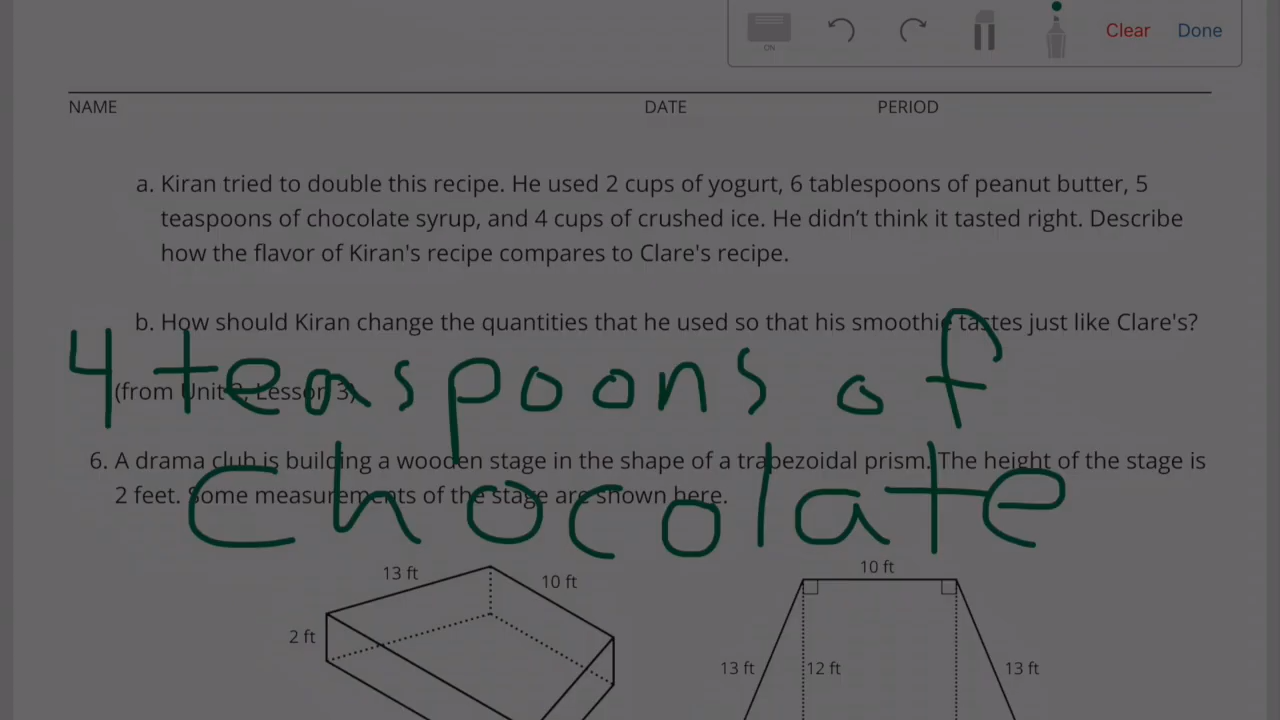 ON
Clear Done
NAME DATE PERIOD
a. Kiran tried to double this recipe. He used 2 cups of yogurt, 6 tablespoons of peanut butter, 5
teaspoons of chocolate syrup, and 4 cups of crushed ice. He didn’t think it tasted right. Describe
how the flavor of Kiran's recipe compares to Clare's recipe.
b. How should Kiran change the quantities that he used so that his smoothie tastes just like Clare's?
4 teaspoons of
(from Unit 2, Lesson 3)
6. A drama club is building a wooden stage in the shape of a trapezoidal prism. The height of the stage is
chocolate
2 feet. Some measurements of the stage are shown here.
13 ft 10 ft
2 ft
10 ft
13 ft 12 ft 13 ft